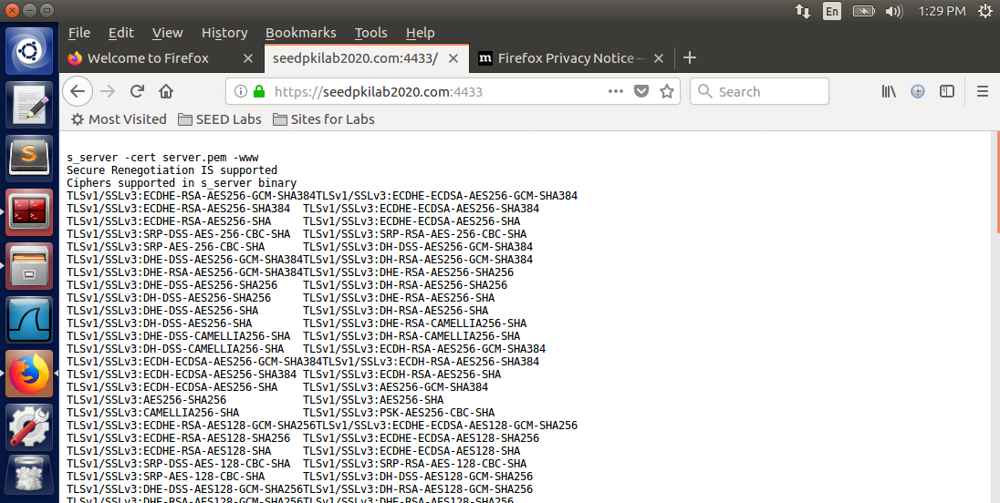 En 1:29 PM
File Edit View History Bookmarks Tools Help
Welcome to Firefox seedpkilab2020.com:4433/ m Firefox Privacy Notice —
https://seedpkilab2020.com:4433 Search
Most Visited SEED Labs Sites for Labs
s_server -cert server.pem -www
Secure Renegotiation IS supported
Ciphers supported in s_server binary
TLSv1/SSLv3:ECDHE-RSA-AES256-GCM-SHA384TLSv1/SSLv3:ECDHE-ECDSA-AES256-GCM-SHA384
TLSv1/SSLv3:ECDHE-RSA-AES256-SHA384 TLSv1/SSLv3:ECDHE-ECDSA-AES256-SHA384
TLSv1/SSLv3:ECDHE-RSA-AES256-SHA TLSv1/SSLv3:ECDHE-ECDSA-AES256-SHA
TLSv1/SSLv3:SRP-DSS-AES-256-CBC-SHA TLSv1/SSLv3:SRP-RSA-AES-256-CBC-SHA
TLSv1/SSLv3:SRP-AES-256-CBC-SHA TLSv1/SSLv3:DH-DSS-AES256-GCM-SHA384
TLSv1/SSLv3:DHE-DSS-AES256-GCM-SHA384TLSv1/SSLv3:DH-RSA-AES256-GCM-SHA384
TLSv1/SSLv3:DHE-RSA-AES256-GCM-SHA384TLSv1/SSLv3:DHE-RSA-AES256-SHA256
TLSv1/SSLv3:DHE-DSS-AES256-SHA256 TLSv1/SSLv3:DH-RSA-AES256-SHA256
TLSv1/SSLv3:DH-DSS-AES256-SHA256 TLSv1/SSLv3:DHE-RSA-AES256-SHA
TLSv1/SSLv3:DHE-DSS-AES256-SHA TLSv1/SSLv3:DH-RSA-AES256-SHA
TLSv1/SSLv3:DH-DSS-AES256-SHA TLSv1/SSLv3:DHE-RSA-CAMELLIA256-SHA
TLSv1/SSLv3:DHE-DSS-CAMELLIA256-SHA TLSv1/SSLv3:DH-RSA-CAMELLIA256-SHA
TLSv1/SSLv3:DH-DSS-CAMELLIA256-SHA TLSv1/SSLv3:ECDH-RSA-AES256-GCM-SHA384
TLSv1/SSLv3:ECDH-ECDSA-AES256-GCM-SHA384TLSv1/SSLv3:ECDH-RSA-AES256-SHA384
TLSv1/SSLv3:ECDH-ECDSA-AES256-SHA384 TLSv1/SSLv3:ECDH-RSA-AES256-SHA
TLSv1/SSLv3:ECDH-ECDSA-AES256-SHA TLSv1/SSLv3:AES256-GCM-SHA384
TLSv1/SSLv3:AES256-SHA256 TLSv1/SSLv3:AES256-SHA
TLSv1/SSLv3:CAMELLIA256-SHA TLSv1/SSLv3:PSK-AES256-CBC-SHA
TLSv1/SSLv3:ECDHE-RSA-AES128-GCM-SHA256TLSv1/SSLv3:ECDHE-ECDSA-AES128-GCM-SHA256
TLSv1/SSLv3:ECDHE-RSA-AES128-SHA256 TLSv1/SSLv3:ECDHE-ECDSA-AES128-SHA256
TLSv1/SSLv3:ECDHE-RSA-AES128-SHA TLSv1/SSLv3:ECDHE-ECDSA-AES128-SHA
TLSv1/SSLv3:SRP-DSS-AES-128-CBC-SHA TLSv1/SSLv3:SRP-RSA-AES-128-CBC-SHA
TLSv1/SSLv3:SRP-AES-128-CBC-SHA TLSv1/SSLv3:DH-DSS-AES128-GCM-SHA256
TLSv1/SSLv3:DHE-DSS-AES128-GCM-SHA256TLSv1/SSLv3:DH-RSA-AES128-GCM-SHA256
TLSv1/SSLv3:DHE-RSA-AES128-GCM-SHA256TLSv1/SSLv3:DHE-RSA-AES128-SHA256